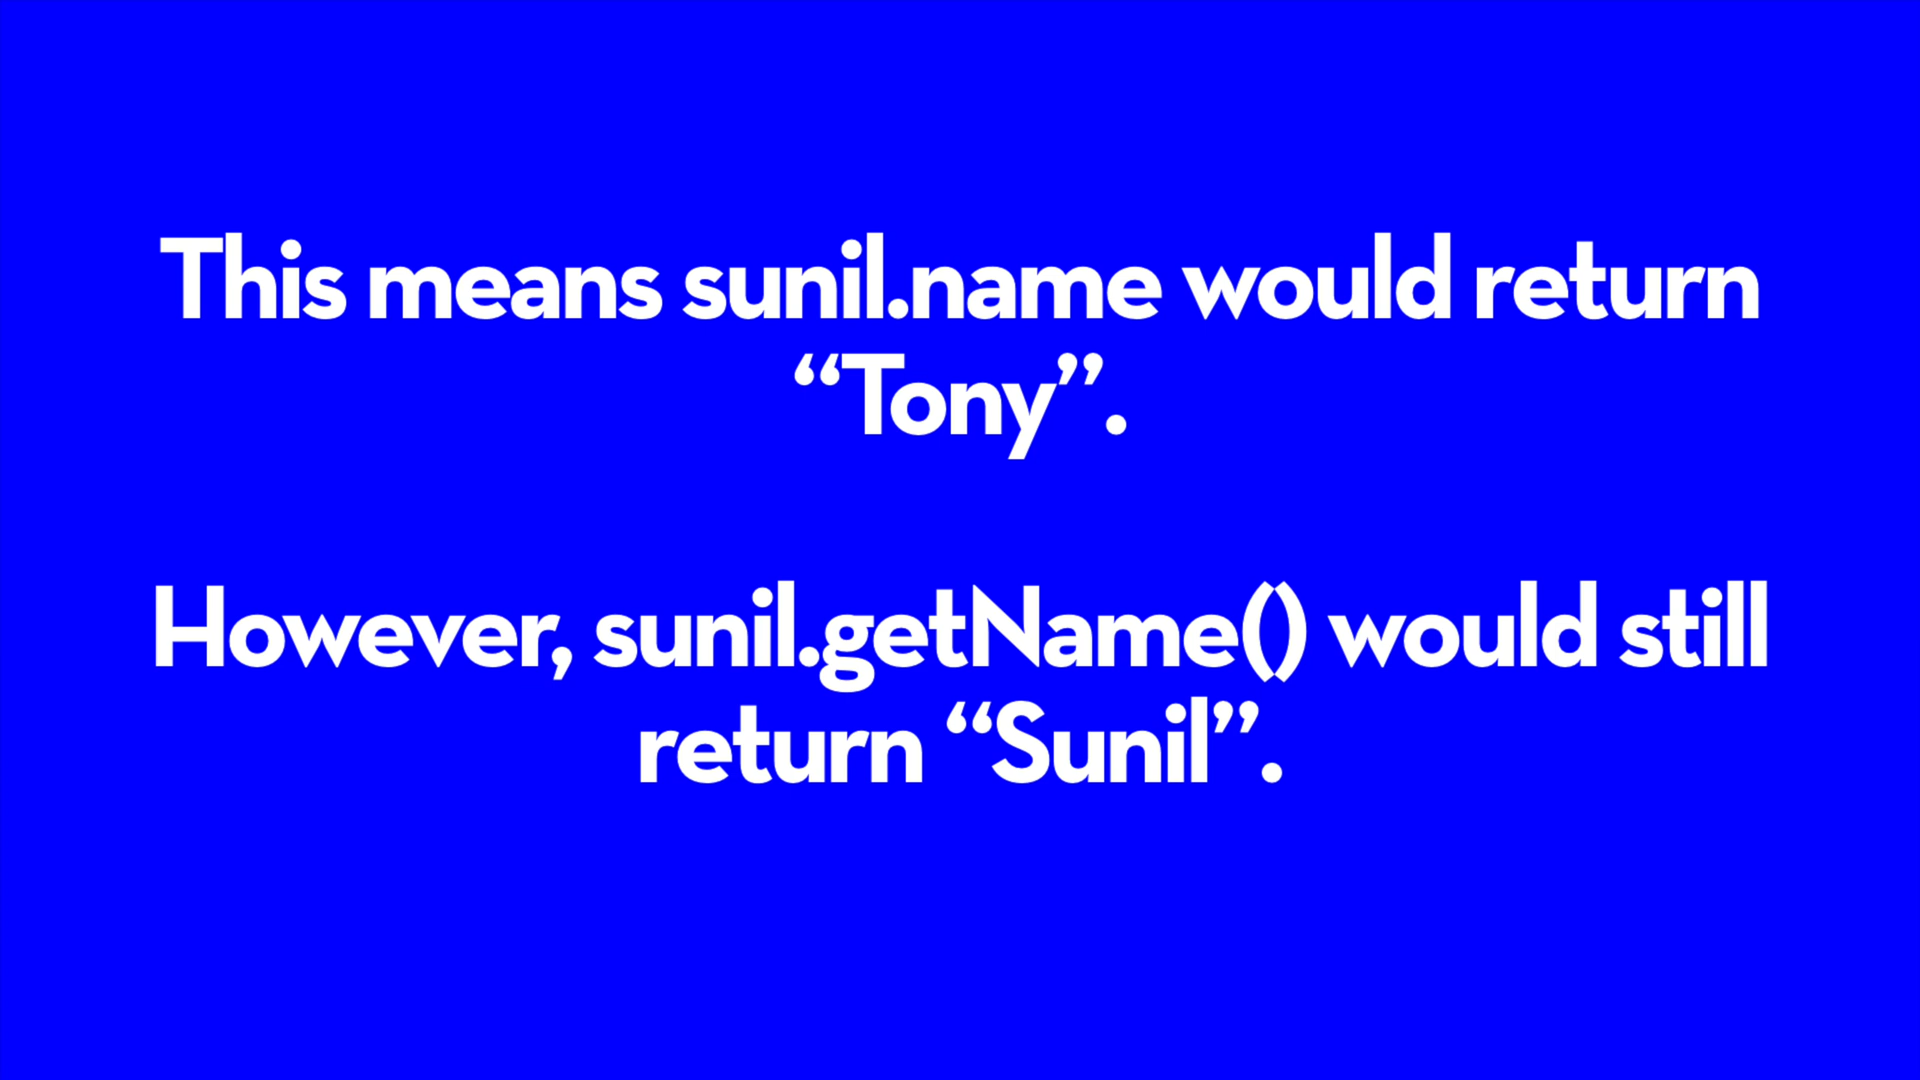 This means sunil.name would return
“Tony”.
However, sunil.getName() would still
return “Sunil”.